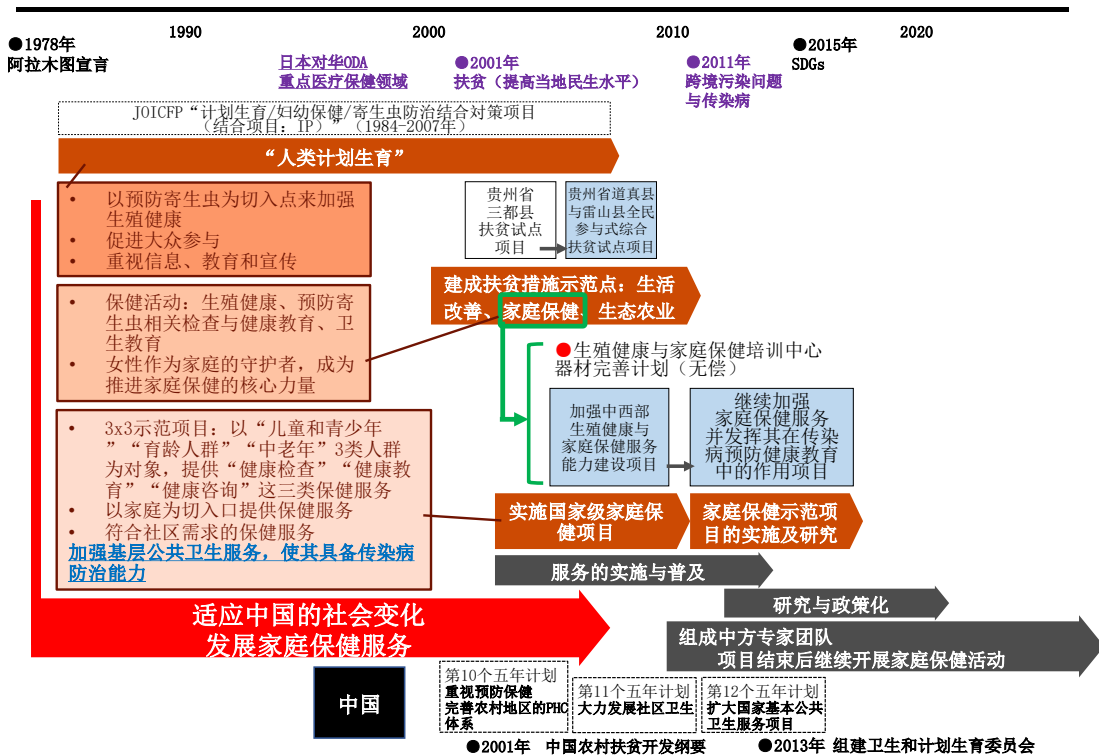 1990
2000
2010
2020
●1978年
阿拉木图宣言
日本对华ODA
重点医疗保健领域
●2001年
扶贫（提高当地民生水平）
●2011年
跨境污染问题
与传染病
●2015年
SDGs
JOICFP“计划生育/妇幼保健/寄生虫防治结合对策项目
（结合项目：IP）”（1984-2007年）
“人类计划生育”
• 以预防寄生虫为切入点来加强
生殖健康
• 促进大众参与
• 重视信息、教育和宣传
贵州省
三都县
扶贫试点
项目
贵州省道真县
与雷山县全民
参与式综合
扶贫试点项目
建成扶贫措施示范点：生活
改善、家庭保健、生态农业
• 保健活动：生殖健康、预防寄
生虫相关检查与健康教育、卫
生教育
• 女性作为家庭的守护者，成为
推进家庭保健的核心力量
●生殖健康与家庭保健培训中心
器材完善计划（无偿）
加强中西部
生殖健康与
家庭保健服务
能力建设项目
继续加强
家庭保健服务
并发挥其在传染
病预防健康教育
中的作用项目
• 3x3示范项目：以“儿童和青少年
”“育龄人群”“中老年”3类人群
为对象，提供“健康检查”“健康教
育”“健康咨询”这三类保健服务
• 以家庭为切入口提供保健服务
• 符合社区需求的保健服务
加强基层公共卫生服务，使其具备传染病
防治能力
实施国家级家庭保
健项目
家庭保健示范项
目的实施及研究
服务的实施与普及
研究与政策化
适应中国的社会变化
发展家庭保健服务
组成中方专家团队
项目结束后继续开展家庭保健活动
中国
第10个五年计划
重视预防保健
完善农村地区的PHC
体系
第11个五年计划
大力发展社区卫生
第12个五年计划
扩大国家基本公共
卫生服务项目
●2001年 中国农村扶贫开发纲要
●2013年 组建卫生和计划生育委员会